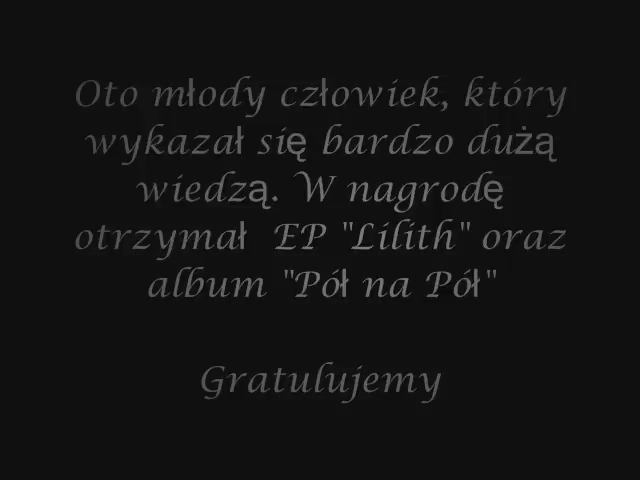 Oto młody człowiek, który
wykazał się bardzo dużą
wiedzą. W nagrodę
otrzymał EP "Lilith" oraz
album "Pół na Pół"
Gratulujemy